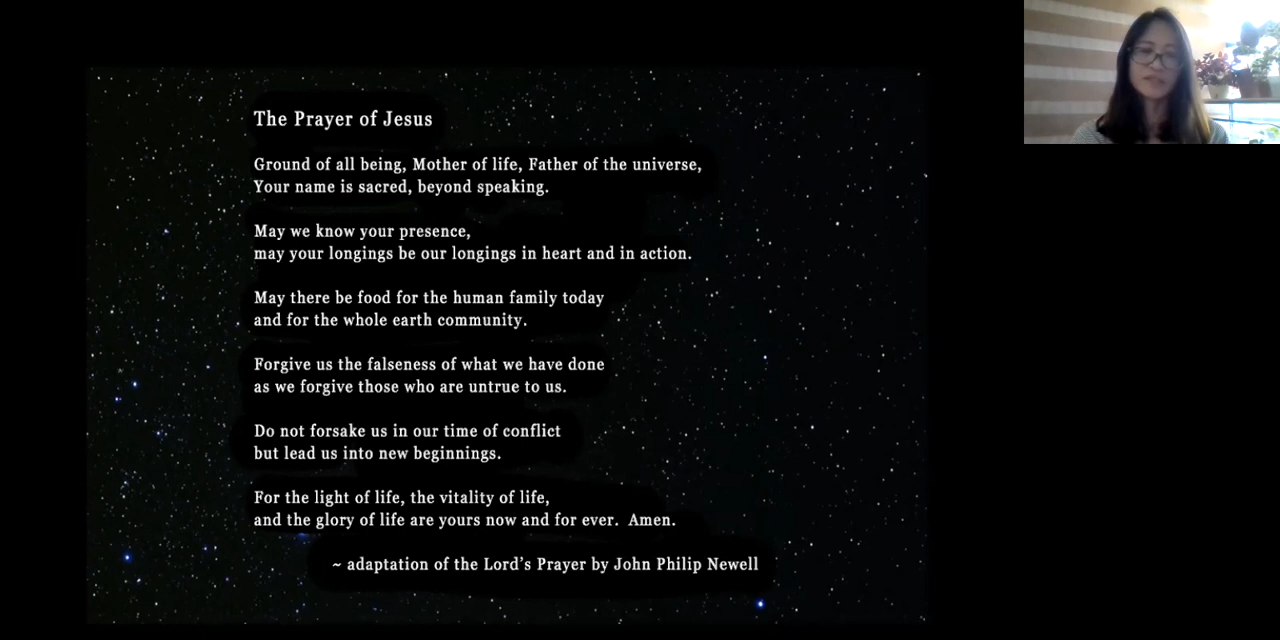 The Prayer of Jesus
Ground of all being, Mother of life, Father of the universe,
Your name is sacred, beyond speaking.
May we know your presence,
may your longings be our longings in heart and in action.
May there be food for the human family today
and for the whole earth community.
Forgive us the falseness of what we have done
as we forgive those who are untrue to us.
Do not forsake us in our time of conflict
but lead us into new beginnings.
For the light of life, the vitality of life,
and the glory of life are yours now and for ever.  Amen.
~ adaptation of the Lord’s Prayer by John Philip Newell